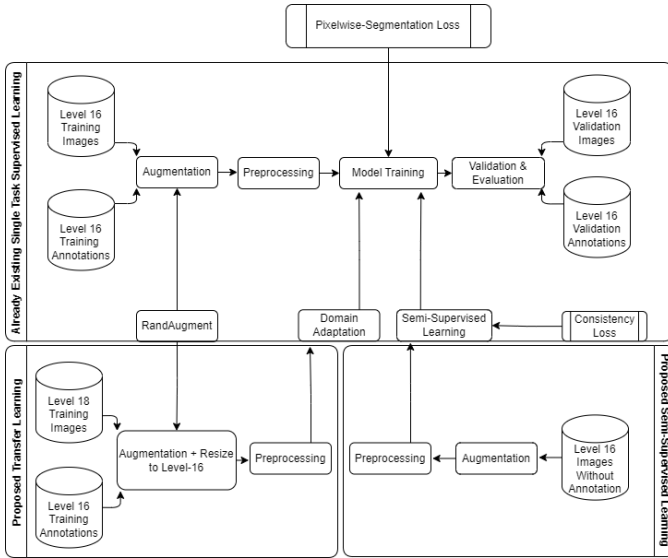 Pixelwise-Segmentation Loss
Already Existing Single Task Supervised Learning
Level 16
Training
Images
Level 16
Training
Annotations
Augmentation
Preprocessing
Model Training
Validation &
Evaluation
Level 16
Validation
Images
Level 16
Validation
Annotations
RandAugment
Domain
Adaptation
Semi-Supervised
Learning
Consistency
Loss
Proposed Transfer Learning
Level 18
Training
Images
Level 16
Training
Annotations
Augmentation + Resize
to Level-16
Preprocessing
Preprocessing
Augmentation
Level 16
Images
Without
Annotation
Proposed Semi-Supervised Learning